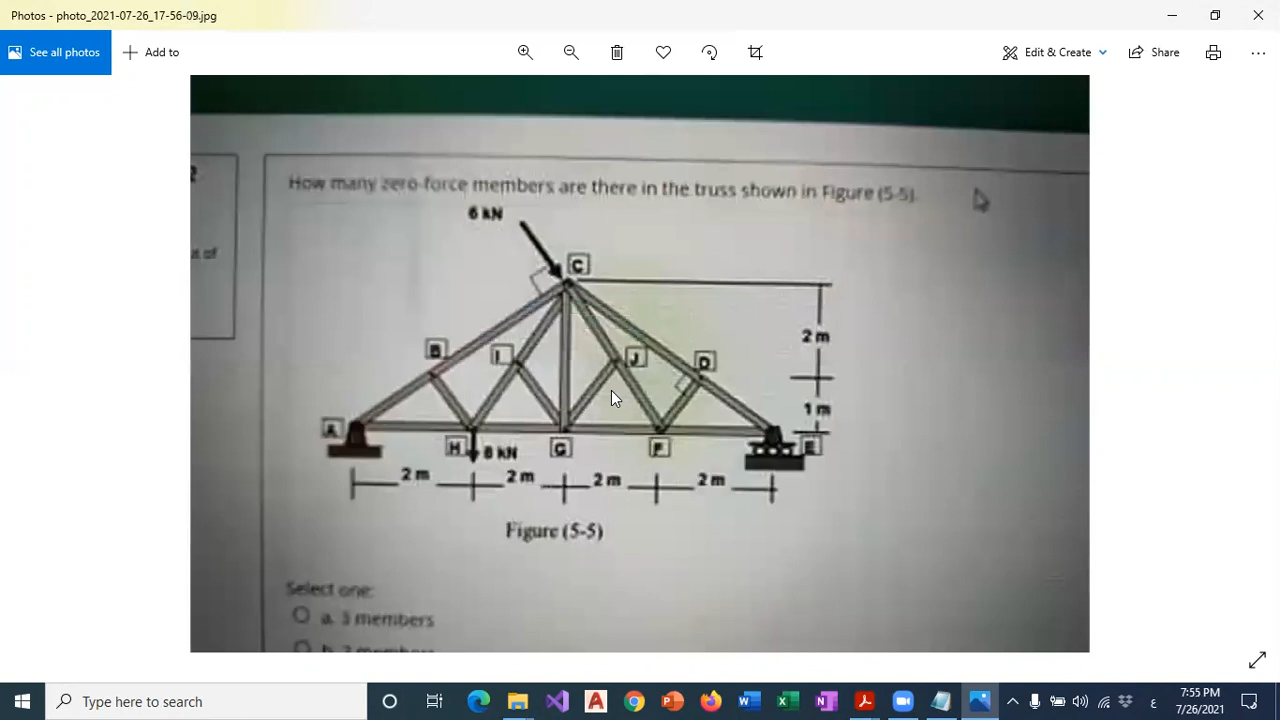 Photos - photo_2021-07-26_17-56-09.jpg
See all photos
Add to
Edit & Create
Share
How many zero-force members are there in the truss shown in Figure (5-5).
6 kN
C
B
I
J
D
2 m
1 m
A
H
6 kN
G
F
E
2 m
2 m
2 m
2 m
Figure (5-5)
of
Select one:
a. 3 members
Type here to search
ع
7:55 PM
7/26/2021